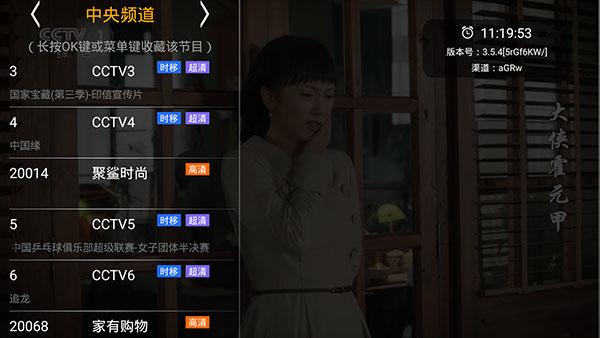 中央频道
(长按OK键或菜单键收藏该节目)
CCTV 1
3 CCTV3 时移 超清
国家宝藏(第三季)-印信宣传片
4 CCTV4 时移 超清
中国缘
20014 聚鲨时尚 高清
5 CCTV5 时移 超清
中国乒乓球俱乐部超级联赛-女子团体半决赛
6 CCTV6 时移 超清
追龙
20068 家有购物 高清
11:19:53
版本号：3.5.4[5rGf6KW/]
渠道：aGRw
大侠霍元甲